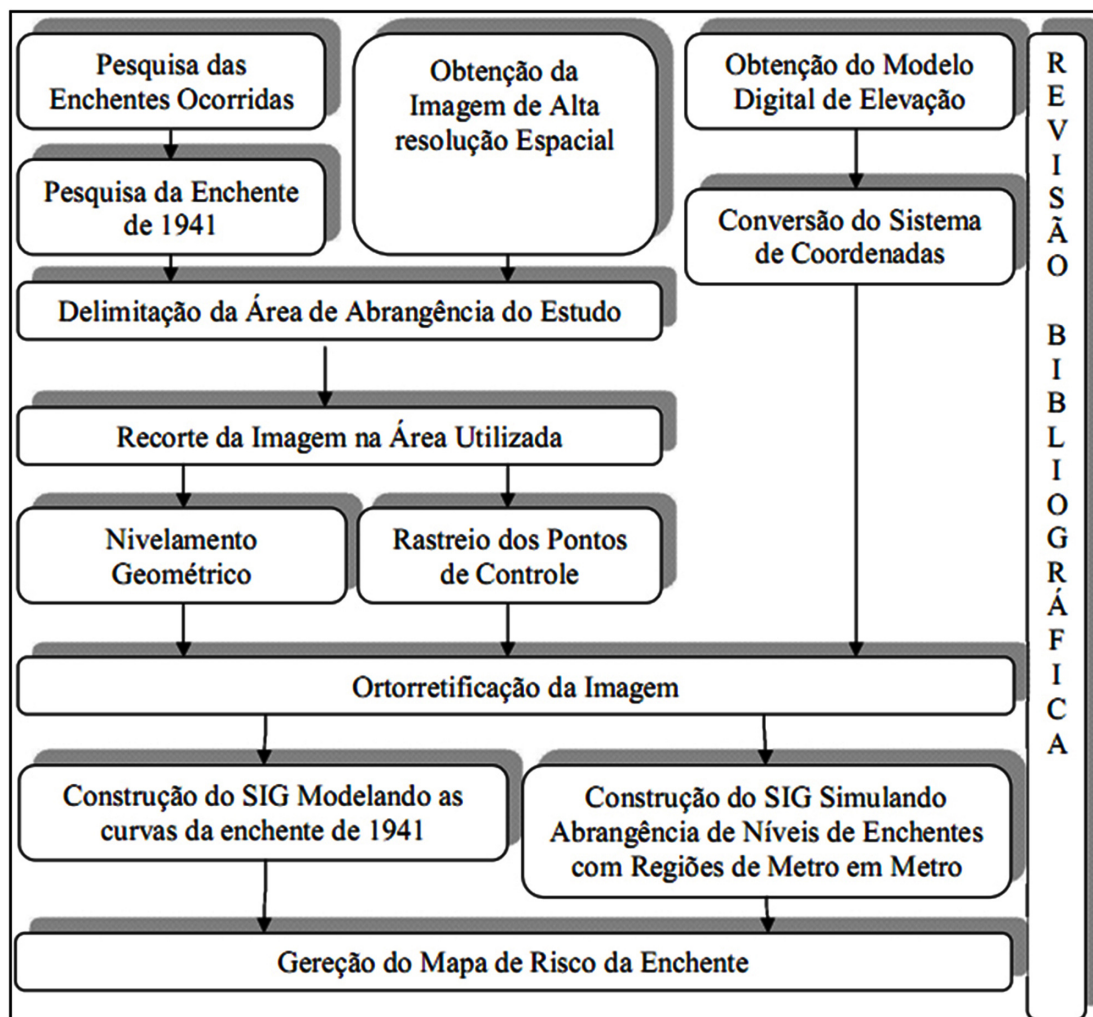 Pesquisa das
Enchentes Ocorridas
Obtenção da
Imagem de Alta
resolução Espacial
Obtenção do Modelo
Digital de Elevação
Pesquisa da Enchente
de 1941
Conversão do Sistema
de Coordenadas
Delimitação da Área de Abrangência do Estudo
Recorte da Imagem na Área Utilizada
Nivelamento
Geométrico
Rastreio dos Pontos
de Controle
Ortorretificação da Imagem
Construção do SIG Modelando as
curvas da enchente de 1941
Construção do SIG Simulando
Abrangência de Níveis de Enchentes
com Regiões de Metro em Metro
Gereção do Mapa de Risco da Enchente
REVISÃO BIBLIOGRÁFICA